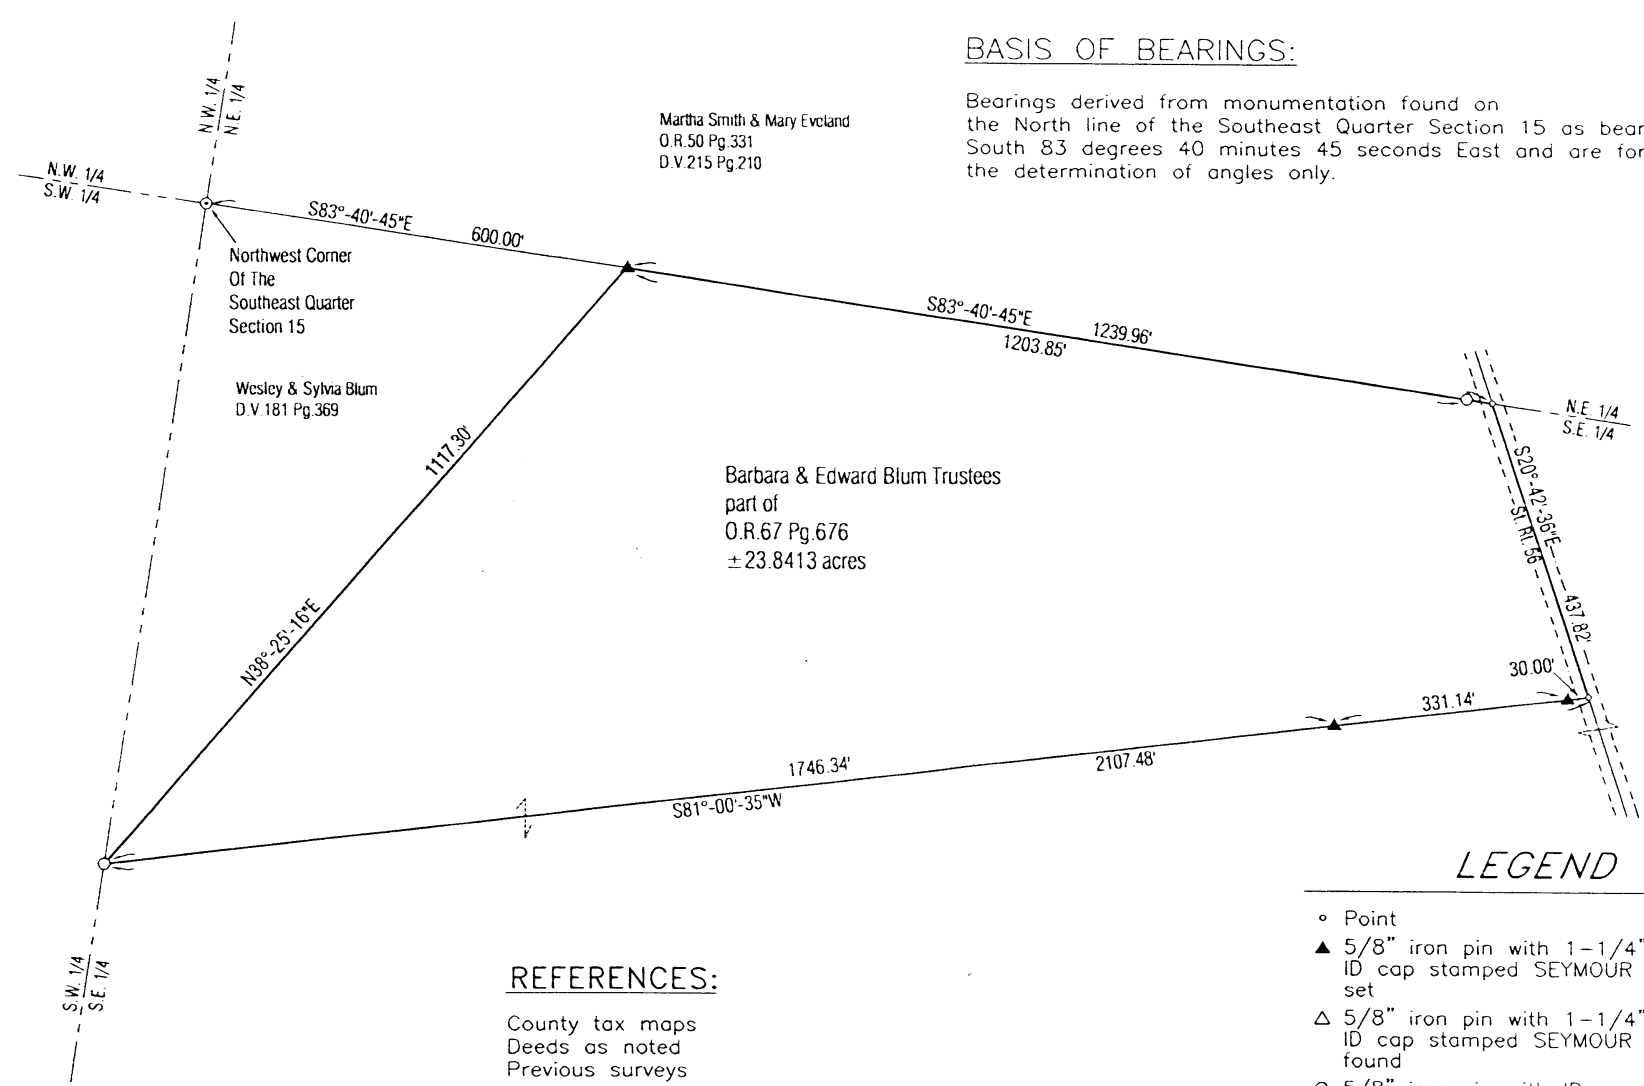 BASIS OF BEARINGS:
Bearings derived from monumentation found on
the North line of the Southeast Quarter Section 15 as bear
South 83 degrees 40 minutes 45 seconds East and are for
the determination of angles only.
N.W. 1/4
N.E. 1/4
Martha Smith & Mary Eveland
O.R.50 Pg.331
D.V.215 Pg.210
N.W. 1/4
S.W. 1/4
S83°-40'-45"E
600.00'
Northwest Corner
Of The
Southeast Quarter
Section 15
S83°-40'-45"E
1239.96'
1203.85'
Wesley & Sylvia Blum
D.V.181 Pg.369
N.E. 1/4
S.E. 1/4
1117.30'
N38°-25'-16"E
Barbara & Edward Blum Trustees
part of
O.R.67 Pg.676
±23.8413 acres
S20°-42'-36"E
437.82'
St. Rt. 56
30.00'
331.14'
1746.34'
2107.48'
S81°-00'-35"W
S.W. 1/4
S.E. 1/4
REFERENCES:
County tax maps
Deeds as noted
Previous surveys
LEGEND
Point
5/8" iron pin with 1-1/4"
ID cap stamped SEYMOUR
set
5/8" iron pin with 1-1/4"
ID cap stamped SEYMOUR
found
5/8" iron pin with ID